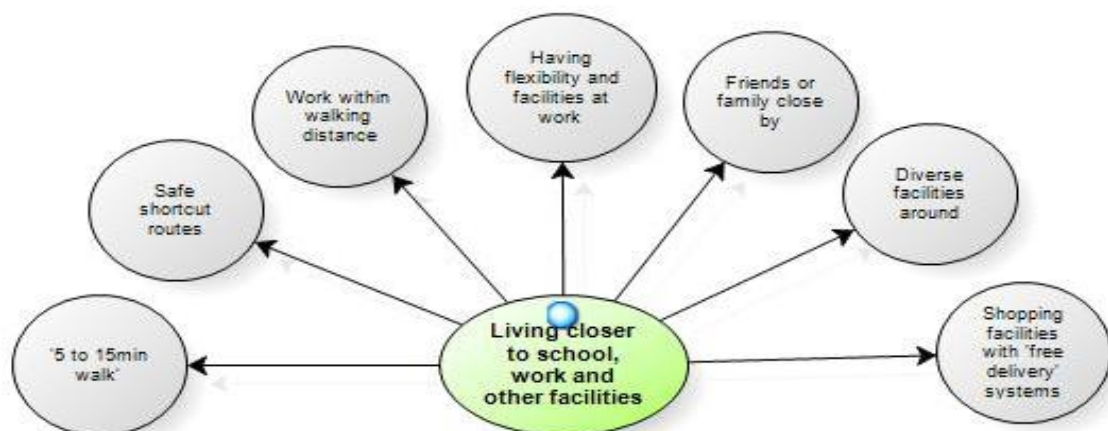 '5 to 15min
walk'
Safe
shortcut
routes
Work within
walking
distance
Having
flexibility and
facilities at
work
Friends or
family close
by
Diverse
facilities
around
Shopping
facilities
with 'free
delivery'
systems
Living closer
to school,
work and
other facilities